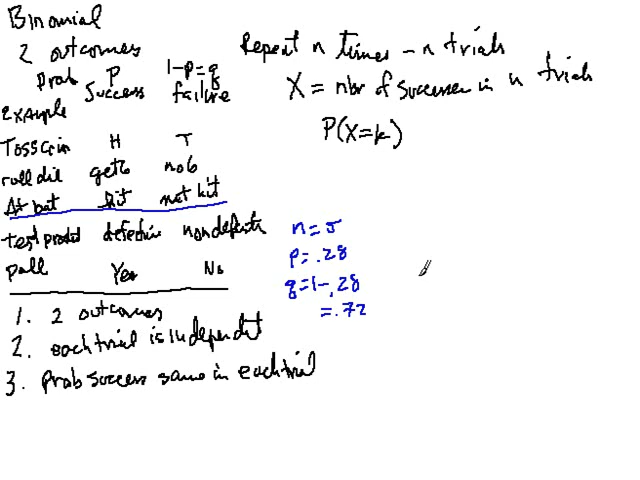 Binomial
2 outcomes
Prob P 1-p=q
Success failure
Example
Toss Coin H T
roll die get 6 no 6
At bat hit not hit
test product defective nondefective
Poll Yes No
1. 2 outcomes
2. each trial is independent
3. Prob success same in each trial
Repeat n times - n trials
X = nbr of successes in n trials
P(X=k)
n=5
p=.28
q=1-.28
=.72